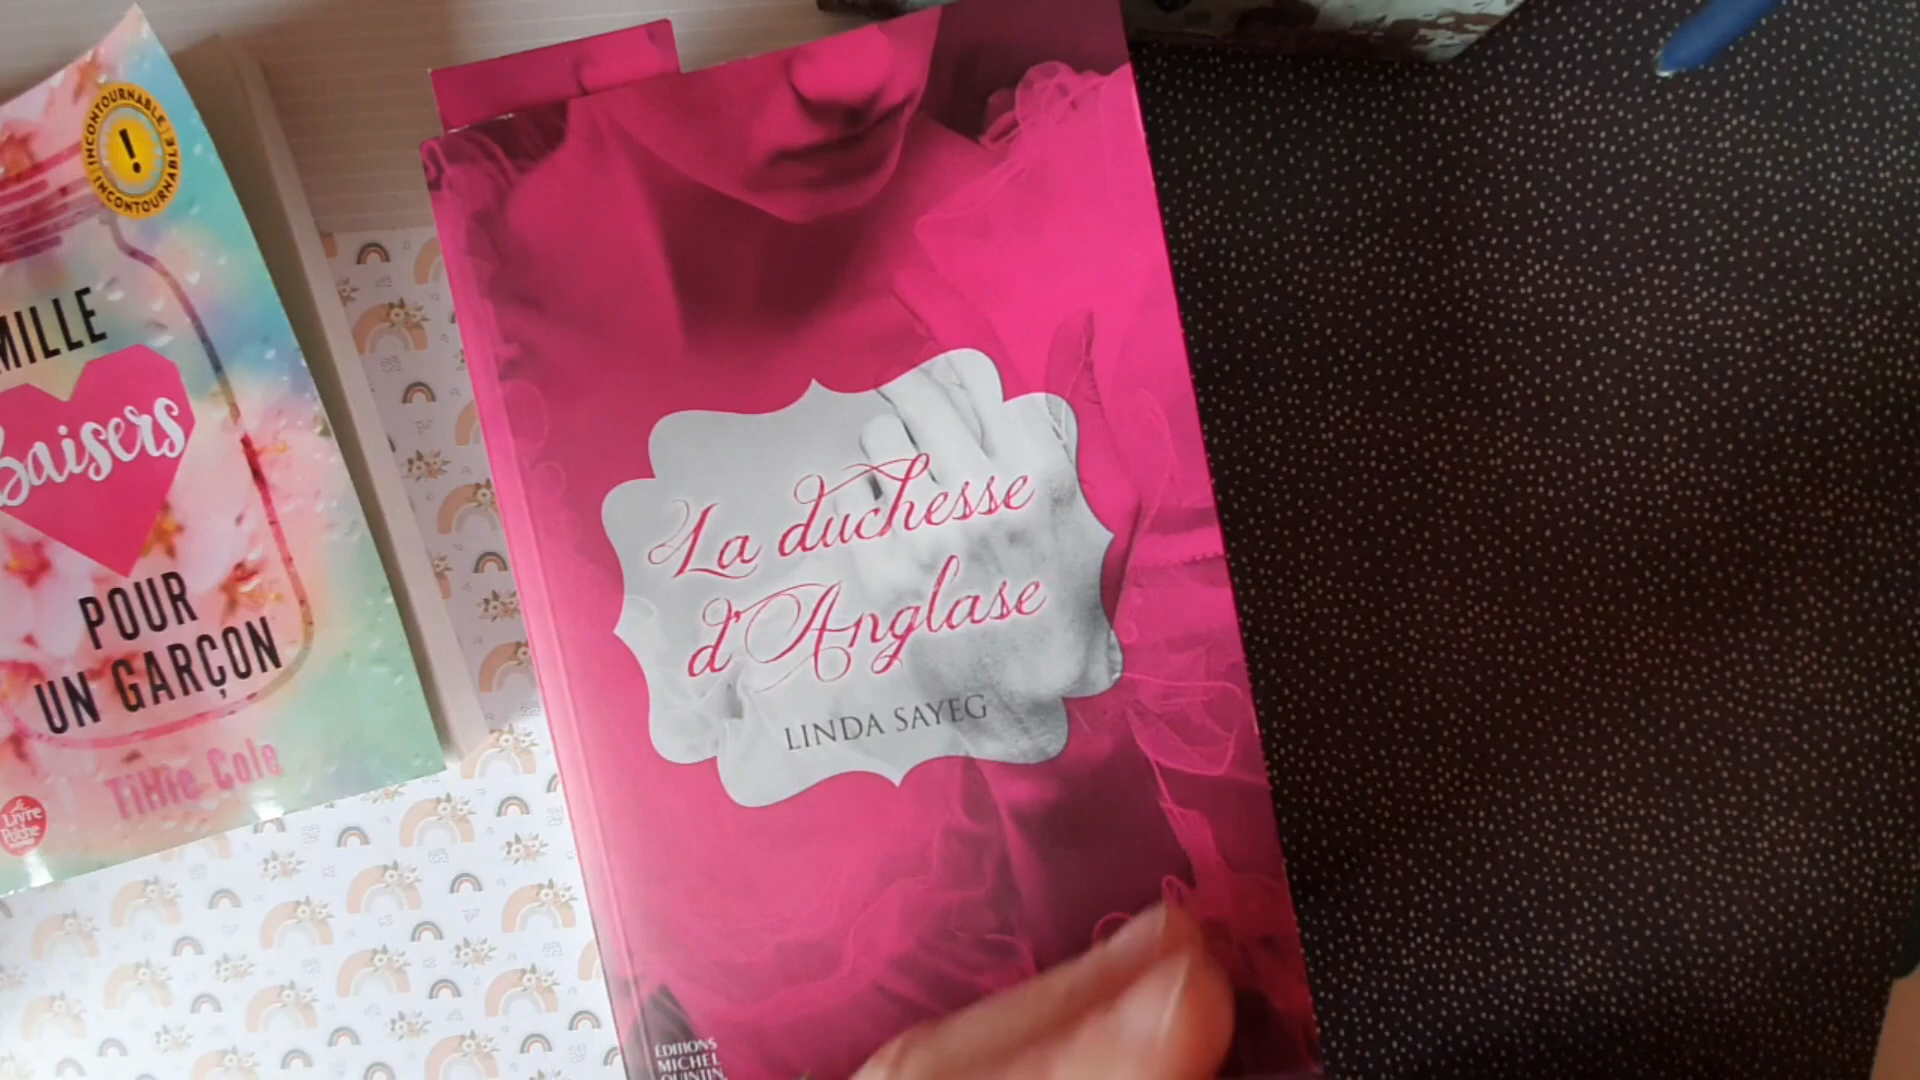 INCONTOURNABLE
INCONTOURNABLE
!
MILLE
Baisers
POUR
UN GARÇON
Tillie Cole
Le
Livre
de
Poche
La duchesse
d'Anglase
LINDA SAYEG
ÉDITIONS
MICHEL
QUINTIN